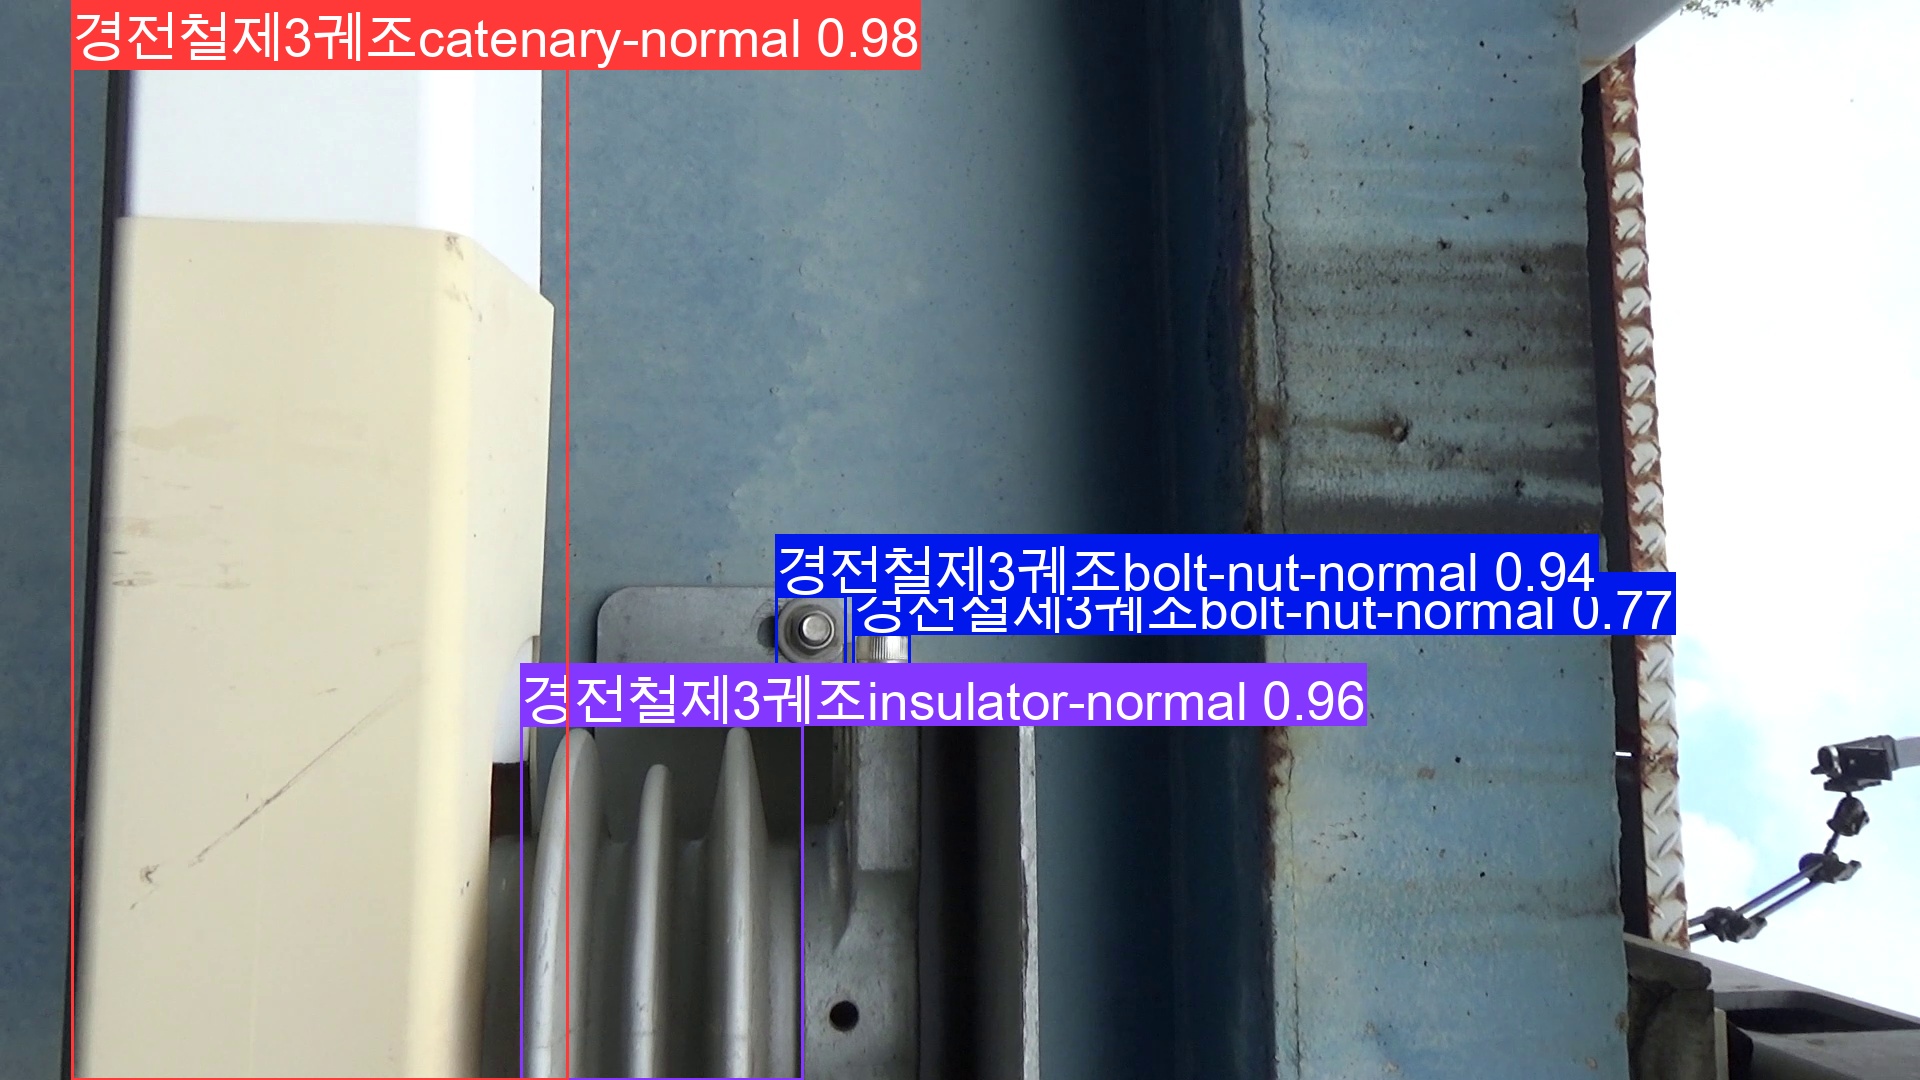 경전철제3궤조catenary-normal 0.98
경전철제3궤조bolt-nut-normal 0.94
경전철제3궤조bolt-nut-normal 0.77
경전철제3궤조insulator-normal 0.96